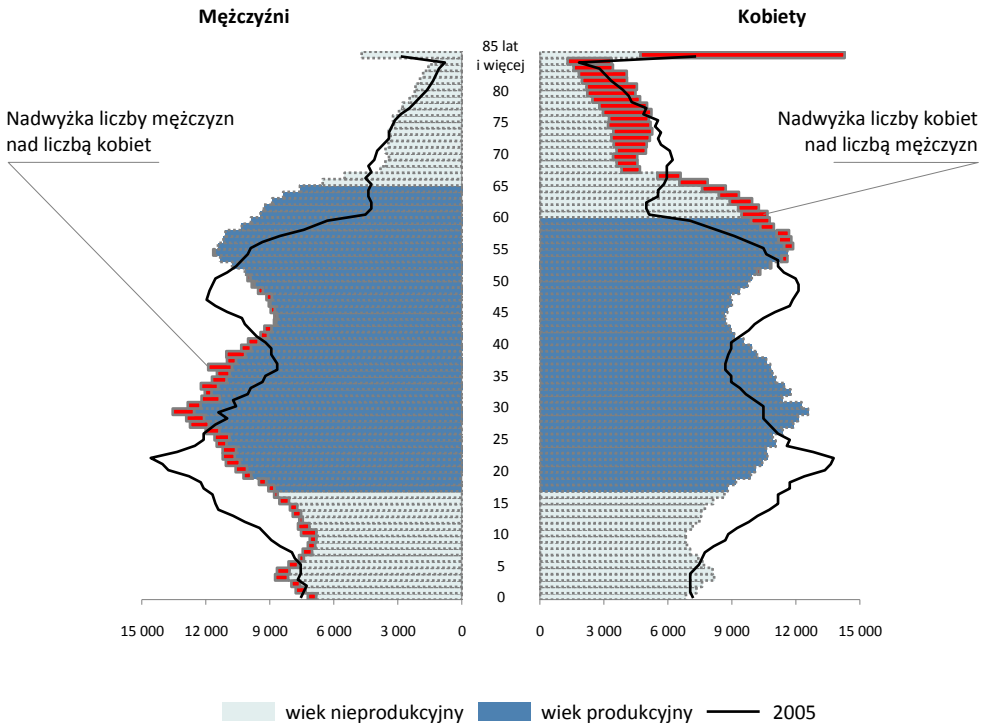 Mężczyźni
Kobiety
85 lat
i więcej
Nadwyżka liczby mężczyzn
nad liczbą kobiet
Nadwyżka liczby kobiet
nad liczbą mężczyzn
80
75
70
65
60
55
50
45
40
35
30
25
20
15
10
5
0
15 000 12 000 9 000 6 000 3 000 0
0 3 000 6 000 9 000 12 000 15 000
wiek nieprodukcyjny wiek produkcyjny 2005